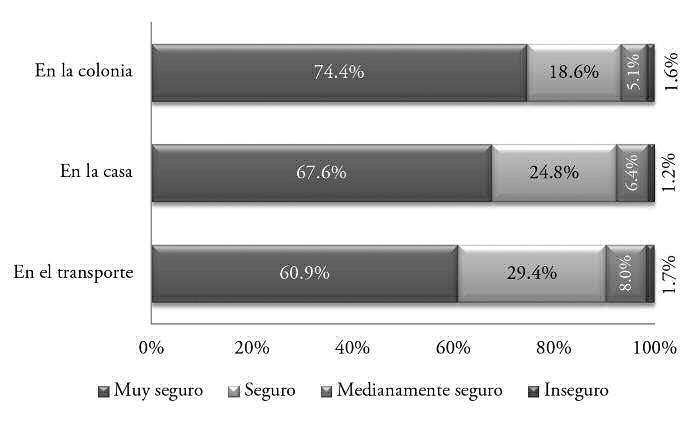 En la colonia 74.4% 18.6% 5.1% 1.6%
En la casa 67.6% 24.8% 6.4% 1.2%
En el transporte 60.9% 29.4% 8.0% 1.7%
0% 20% 40% 60% 80% 100%
Muy seguro Seguro Medianamente seguro Inseguro